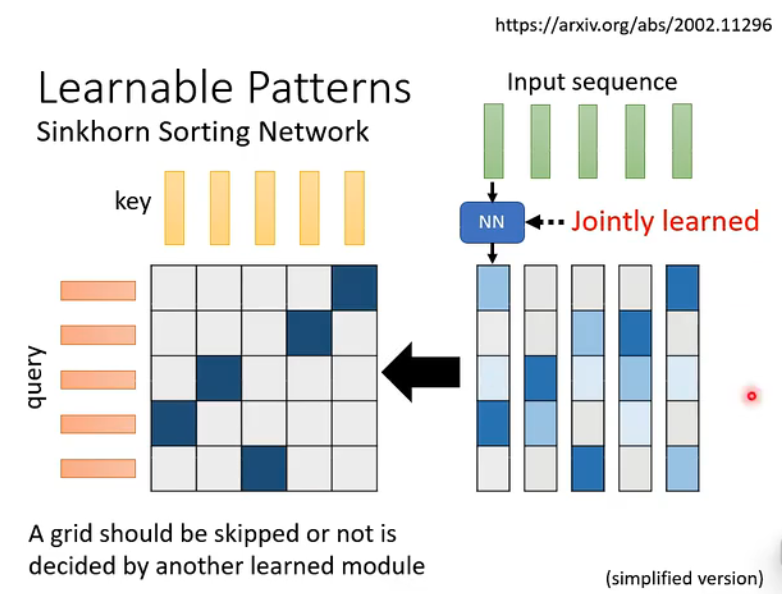 https://arxiv.org/abs/2002.11296
Learnable Patterns
Sinkhorn Sorting Network
Input sequence
key
NN
Jointly learned
query
A grid should be skipped or not is
decided by another learned module
(simplified version)